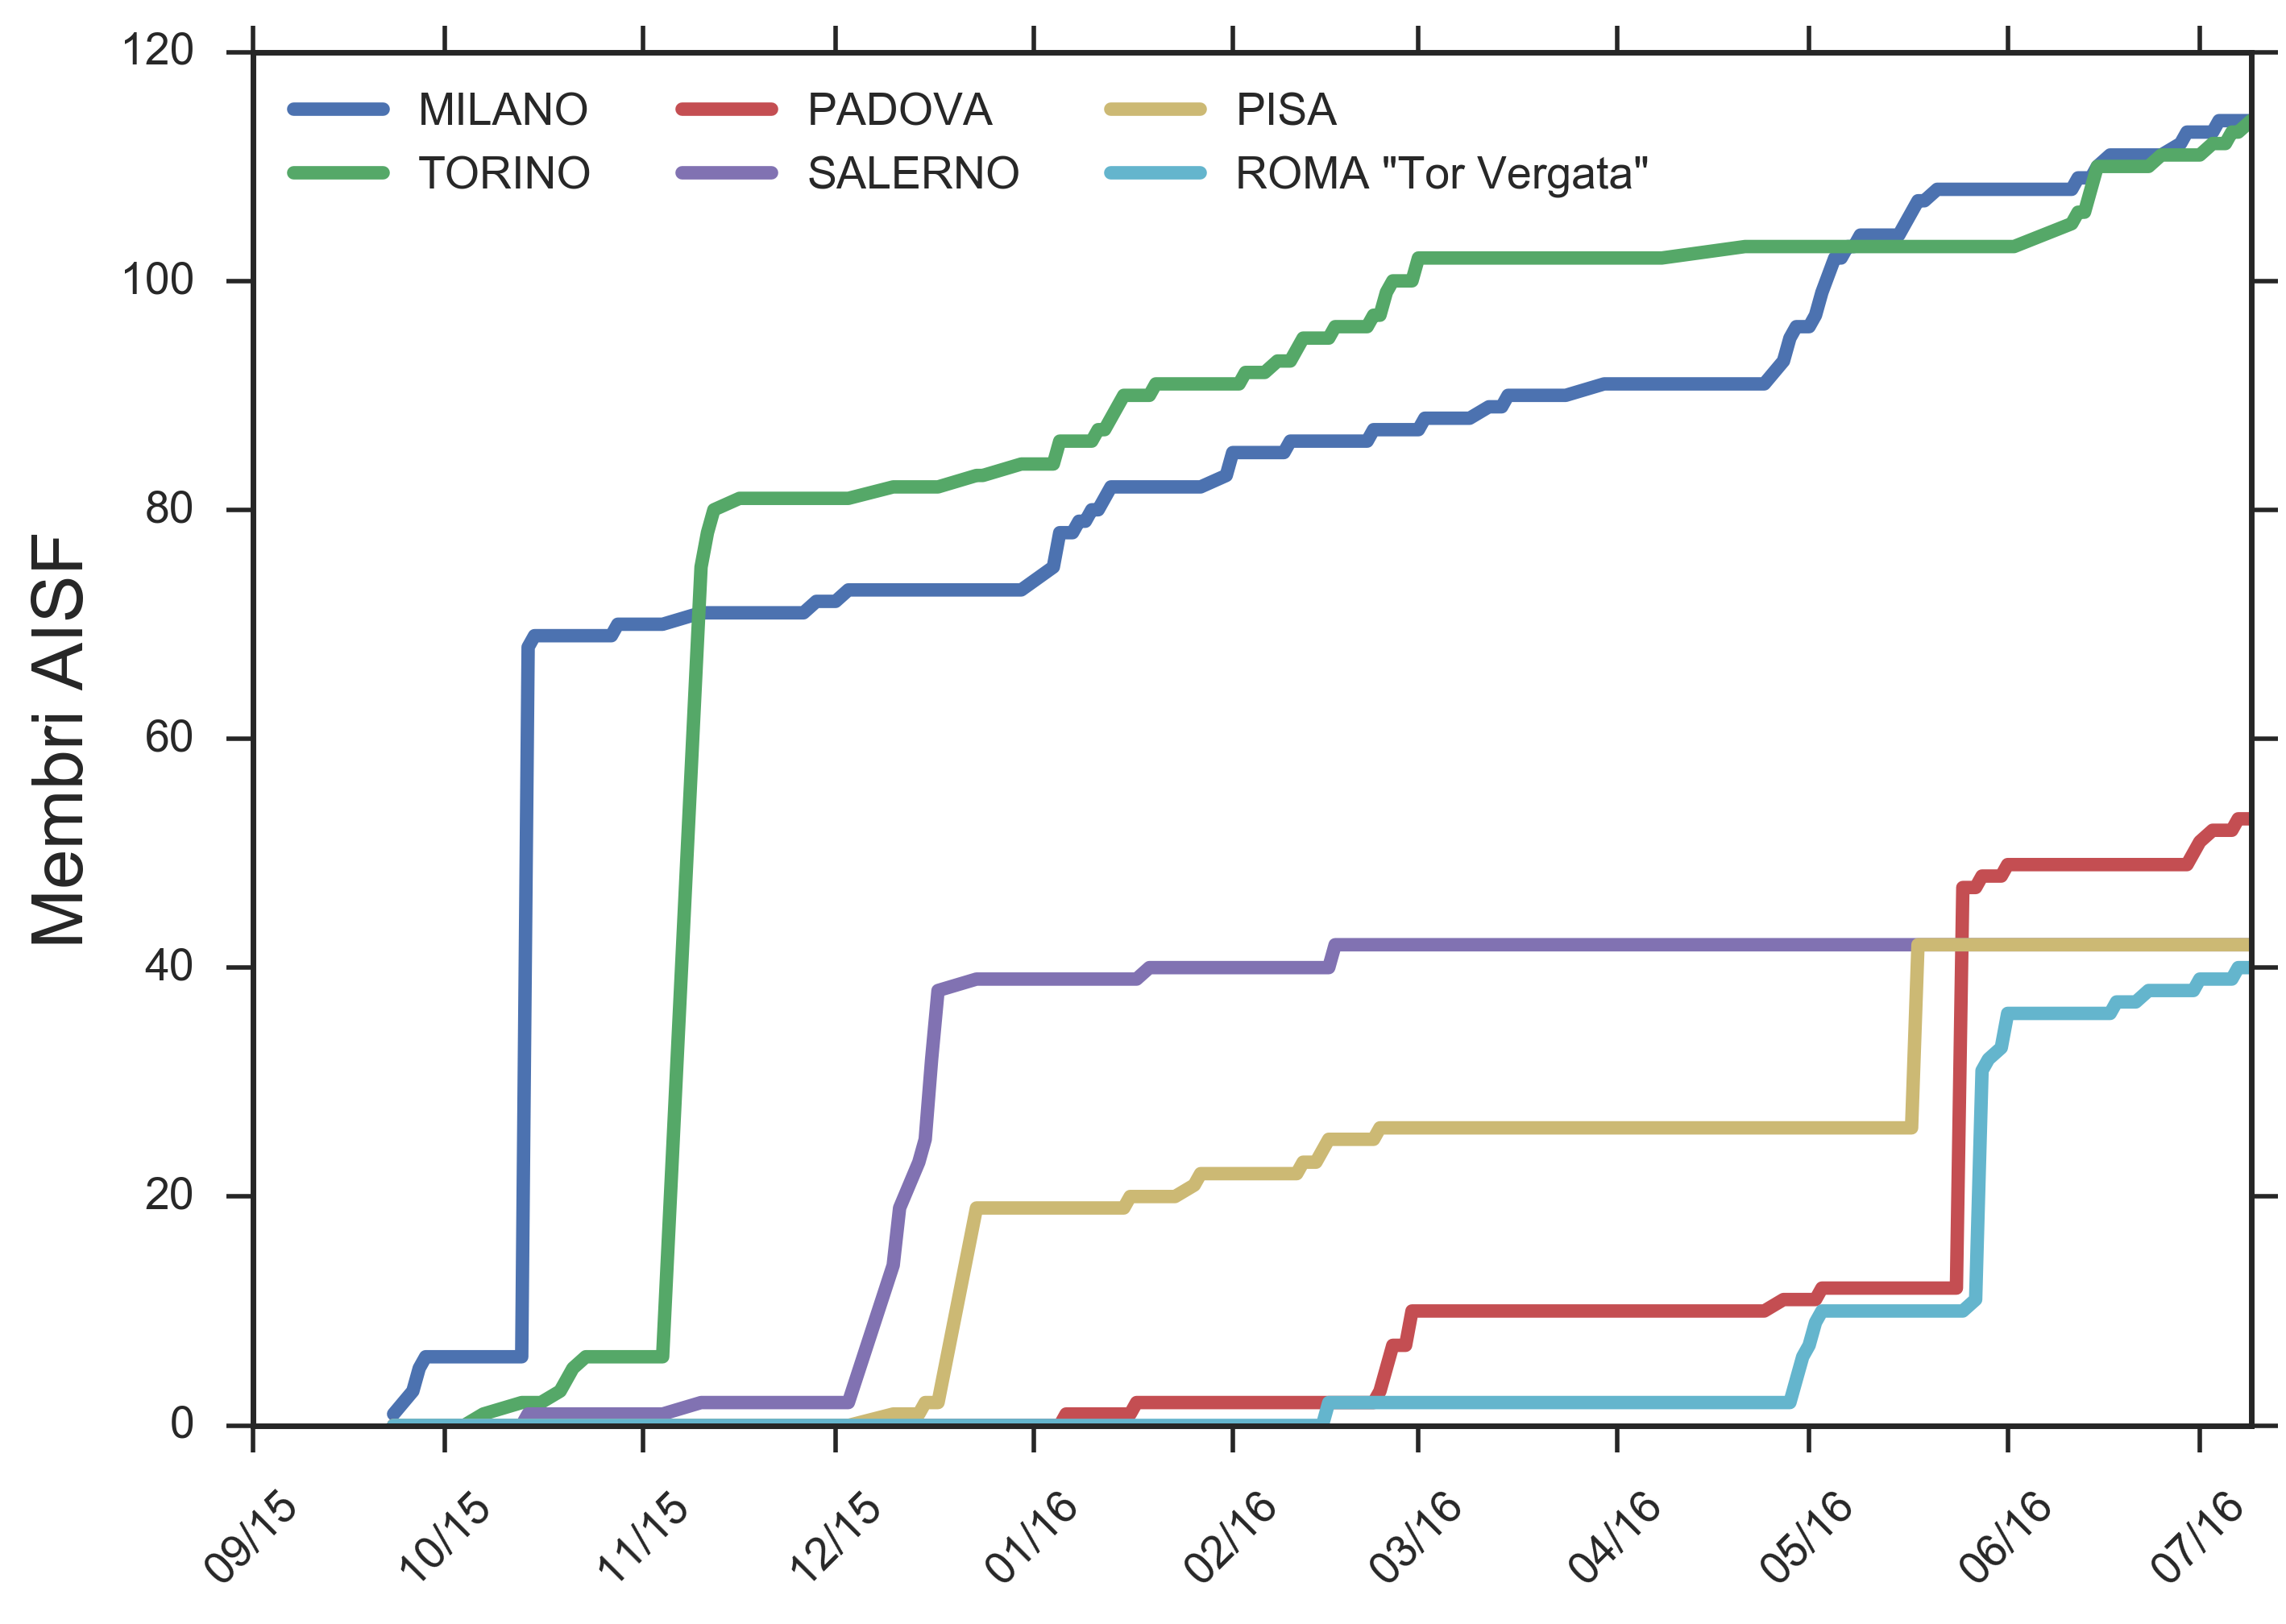 120
100
80
60
40
20
0
Membri AISF
MILANO PADOVA PISA
TORINO SALERNO ROMA "Tor Vergata"
09/15 10/15 11/15 12/15 01/16 02/16 03/16 04/16 05/16 06/16 07/16